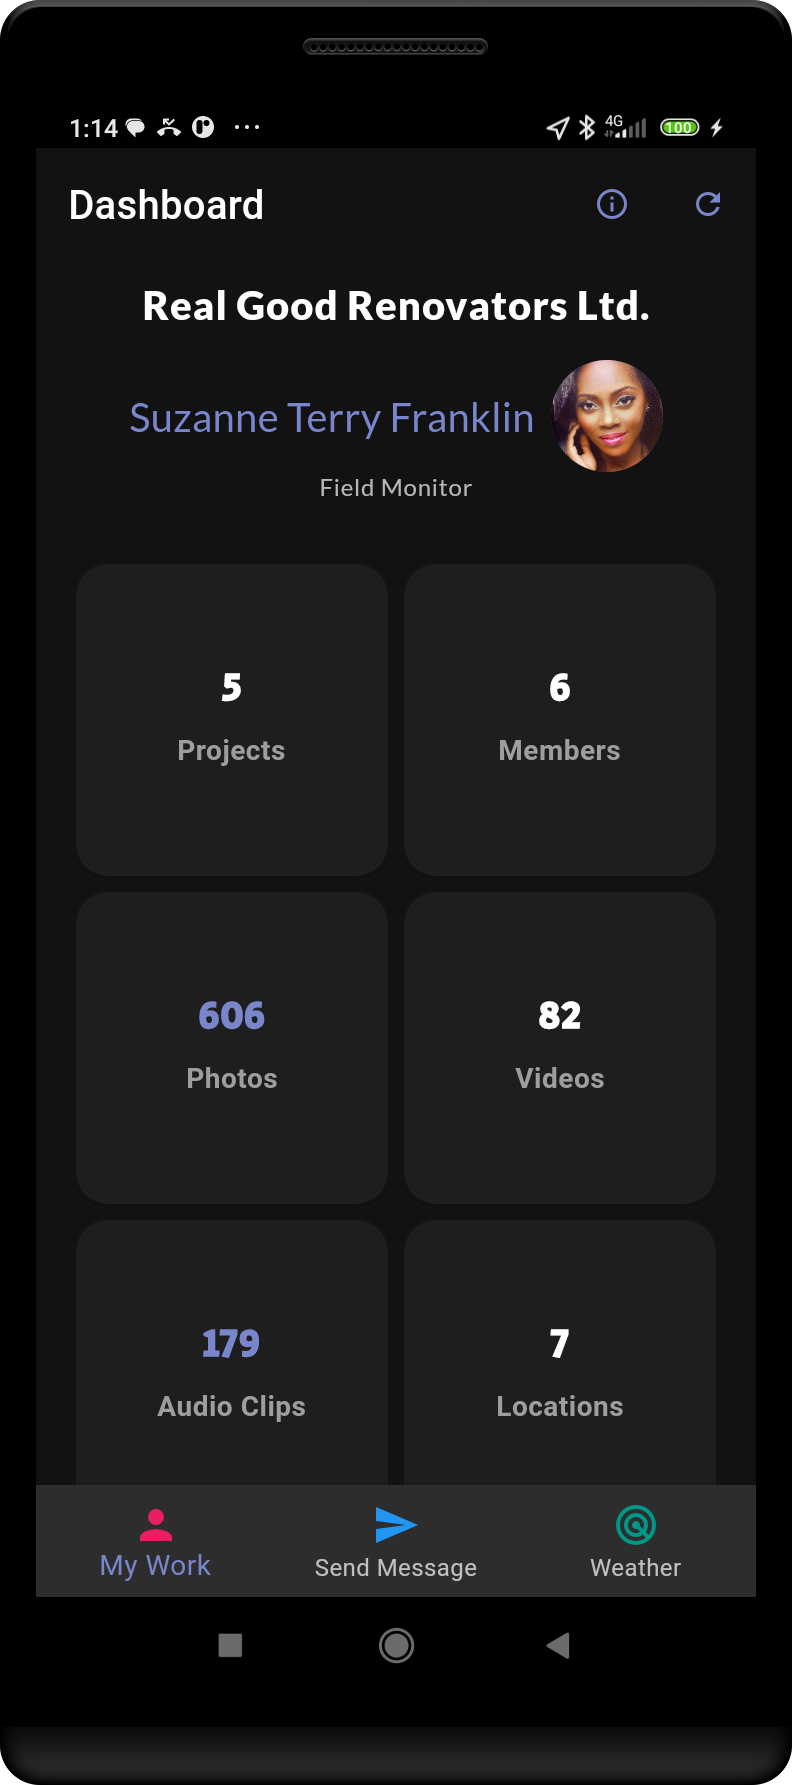 1:14 4G 100
Dashboard
Real Good Renovators Ltd.
Suzanne Terry Franklin
Field Monitor
5 6
Projects Members
606 82
Photos Videos
179 7
Audio Clips Locations
My Work Send Message Weather